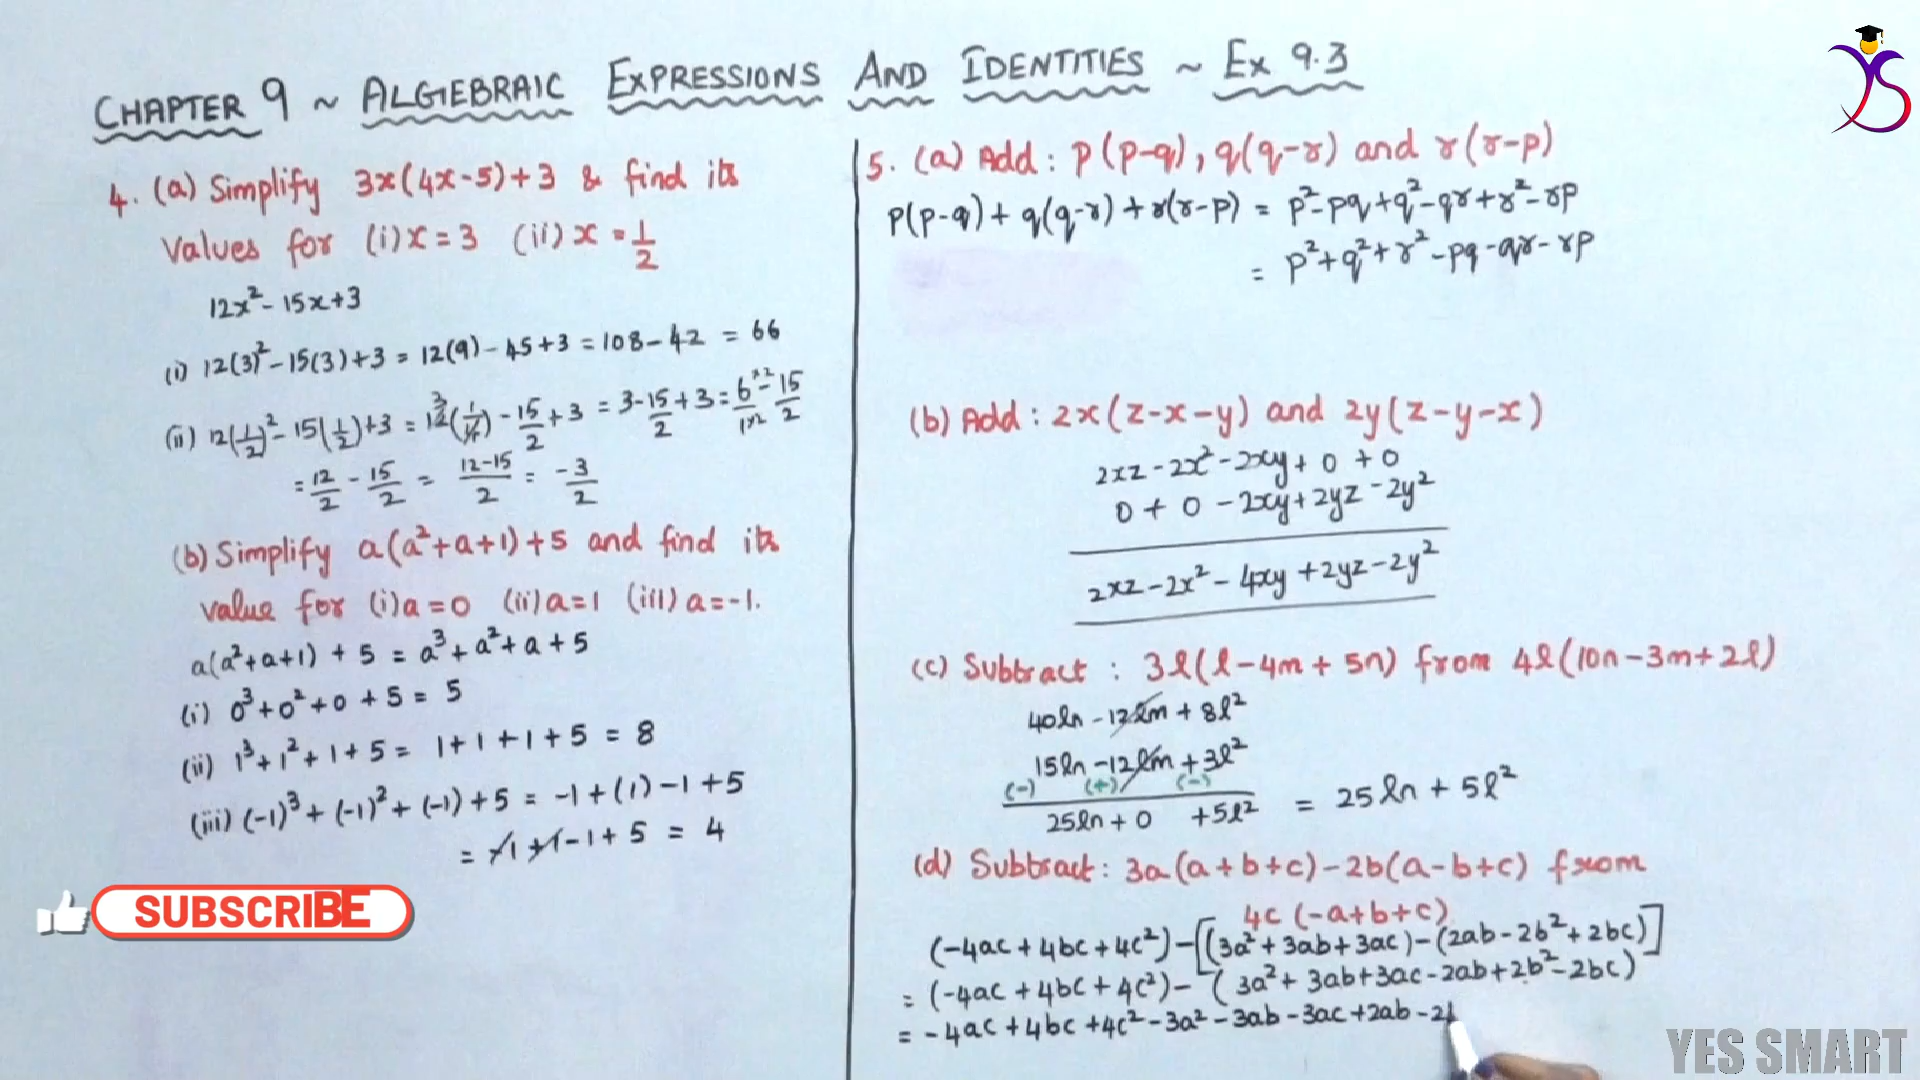 CHAPTER 9 ~ ALGEBRAIC EXPRESSIONS AND IDENTITIES ~ Ex 9.3
4. (a) Simplify 3x(4x-5)+3 & find its
values for (i) x = 3 (ii) x = 1/2
12x² - 15x + 3
(i) 12(3)² - 15(3) + 3 = 12(9) - 45 + 3 = 108 - 42 = 66
(ii) 12(1/2)² - 15(1/2) + 3 = 12³(1/4) - 15/2 + 3 = 3 - 15/2 + 3 = 6×2/1×2 - 15/2
= 12/2 - 15/2 = 12-15/2 = -3/2
(b) Simplify a(a²+a+1)+5 and find its
value for (i) a = 0 (ii) a = 1 (iii) a = -1.
a(a²+a+1) + 5 = a³ + a² + a + 5
(i) 0³ + 0² + 0 + 5 = 5
(ii) 1³ + 1² + 1 + 5 = 1 + 1 + 1 + 5 = 8
(iii) (-1)³ + (-1)² + (-1) + 5 = -1 + (1) - 1 + 5
= -1 + 1 - 1 + 5 = 4
SUBSCRIBE
5. (a) Add : p(p-q), q(q-r) and r(r-p)
p(p-q) + q(q-r) + r(r-p) = p² - pq + q² - qr + r² - rp
= p² + q² + r² - pq - qr - rp
(b) Add : 2x(z-x-y) and 2y(z-y-x)
2xz - 2x² - 2xy + 0 + 0
0 + 0 - 2xy + 2yz - 2y²
2xz - 2x² - 4xy + 2yz - 2y²
(c) Subtract : 3l(l-4m+5n) from 4l(10n-3m+2l)
40ln - 12lm + 8l²
15ln - 12lm + 3l²
(-) (+) (-)
25ln + 0 + 5l² = 25ln + 5l²
(d) Subtract : 3a(a+b+c) - 2b(a-b+c) from
4c(-a+b+c)
(-4ac + 4bc + 4c²) - [(3a² + 3ab + 3ac) - (2ab - 2b² + 2bc)]
= (-4ac + 4bc + 4c²) - (3a² + 3ab + 3ac - 2ab + 2b² - 2bc)
= -4ac + 4bc + 4c² - 3a² - 3ab - 3ac + 2ab - 2
YES SMART